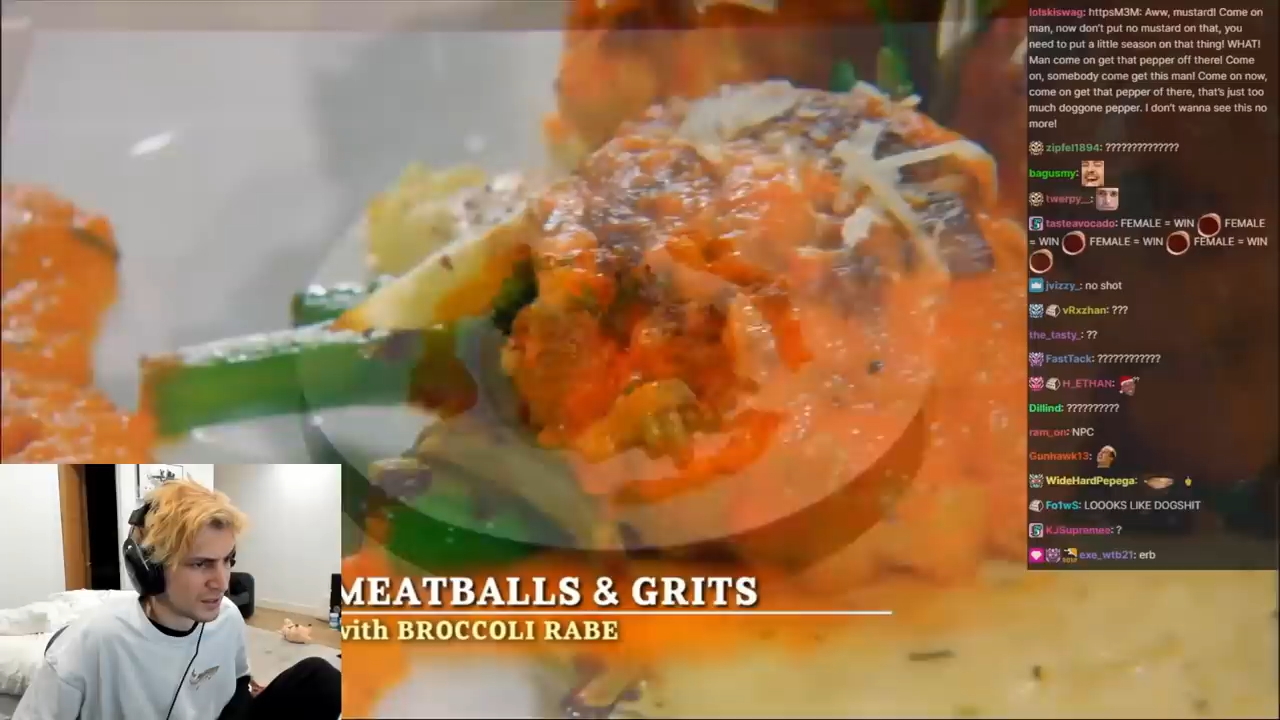 lolskiswag: httpsM3M: Aww, mustard! Come on
man, now don't put no mustard on that, you
need to put a little season on that thing! WHAT!
Man come on get that pepper off there! Come
on, somebody come get this man! Come on now,
come on get that pepper of there, that's just too
much doggone pepper. I don't wanna see this no
more!
zipfel1894: ??????????????
bagusmy:
twerpy__:
tasteavocado: FEMALE = WIN FEMALE
= WIN FEMALE = WIN FEMALE = WIN
jvizzy_: no shot
vRxzhan: ???
the_tasty_: ??
FastTack: ????????????
H_ETHAN:
Dillind: ??????????
ram_on: NPC
Gunhawk13:
WideHardPepega:
Fo1wS: LOOOKS LIKE DOGSHIT
KJSupremee: ?
exe_wtb21: erb
MEATBALLS & GRITS
with BROCCOLI RABE